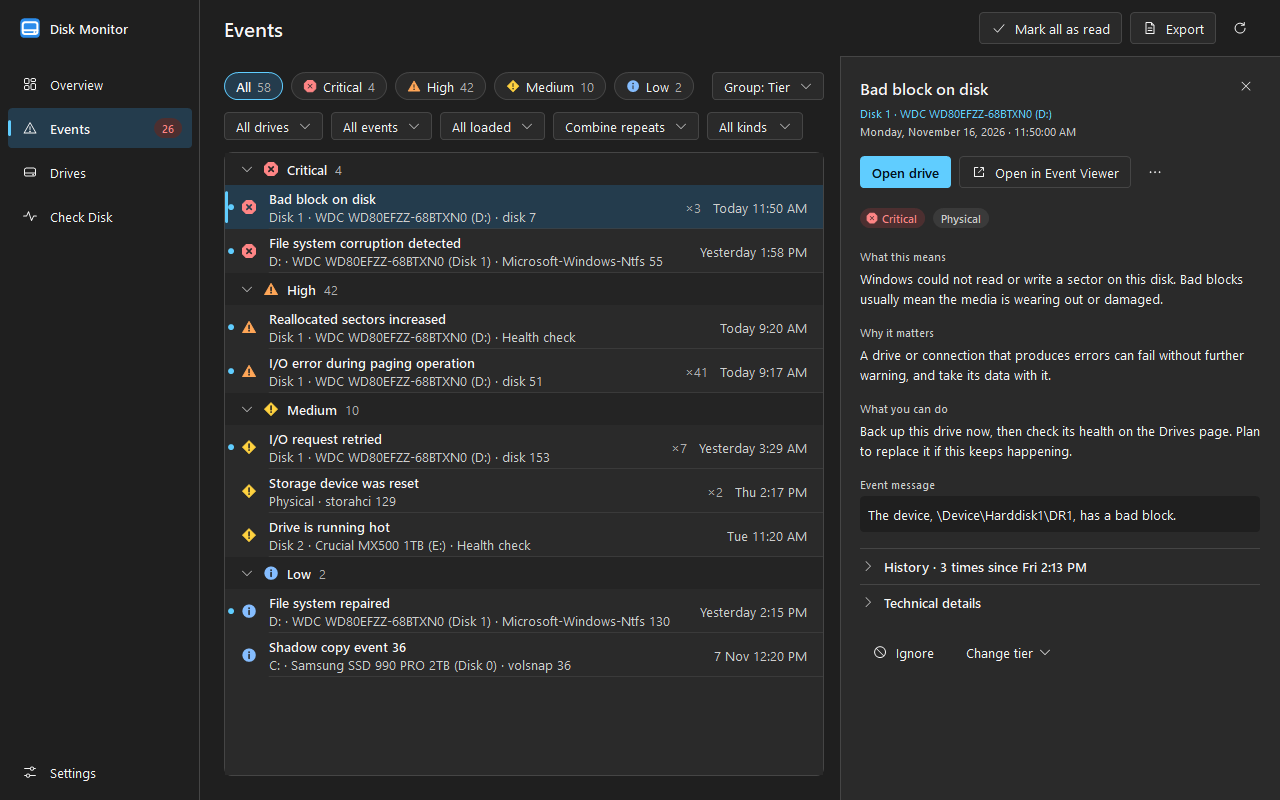 Disk Monitor
Overview
Events 26
Drives
Check Disk
Settings
Events
Mark all as read
Export
All 58
Critical 4
High 42
Medium 10
Low 2
Group: Tier
All drives
All events
All loaded
Combine repeats
All kinds
Critical 4
Bad block on disk
Disk 1 · WDC WD80EFZZ-68BTXN0 (D:) · disk 7
×3 Today 11:50 AM
File system corruption detected
D: · WDC WD80EFZZ-68BTXN0 (Disk 1) · Microsoft-Windows-Ntfs 55
Yesterday 1:58 PM
High 42
Reallocated sectors increased
Disk 1 · WDC WD80EFZZ-68BTXN0 (D:) · Health check
Today 9:20 AM
I/O error during paging operation
Disk 1 · WDC WD80EFZZ-68BTXN0 (D:) · disk 51
×41 Today 9:17 AM
Medium 10
I/O request retried
Disk 1 · WDC WD80EFZZ-68BTXN0 (D:) · disk 153
×7 Yesterday 3:29 AM
Storage device was reset
Physical · storahci 129
×2 Thu 2:17 PM
Drive is running hot
Disk 2 · Crucial MX500 1TB (E:) · Health check
Tue 11:20 AM
Low 2
File system repaired
D: · WDC WD80EFZZ-68BTXN0 (Disk 1) · Microsoft-Windows-Ntfs 130
Yesterday 2:15 PM
Shadow copy event 36
C: · Samsung SSD 990 PRO 2TB (Disk 0) · volsnap 36
7 Nov 12:20 PM
Bad block on disk
Disk 1 · WDC WD80EFZZ-68BTXN0 (D:)
Monday, November 16, 2026 · 11:50:00 AM
Open drive
Open in Event Viewer
Critical
Physical
What this means
Windows could not read or write a sector on this disk. Bad blocks
usually mean the media is wearing out or damaged.
Why it matters
A drive or connection that produces errors can fail without further
warning, and take its data with it.
What you can do
Back up this drive now, then check its health on the Drives page. Plan
to replace it if this keeps happening.
Event message
The device, \Device\Harddisk1\DR1, has a bad block.
History · 3 times since Fri 2:13 PM
Technical details
Ignore
Change tier